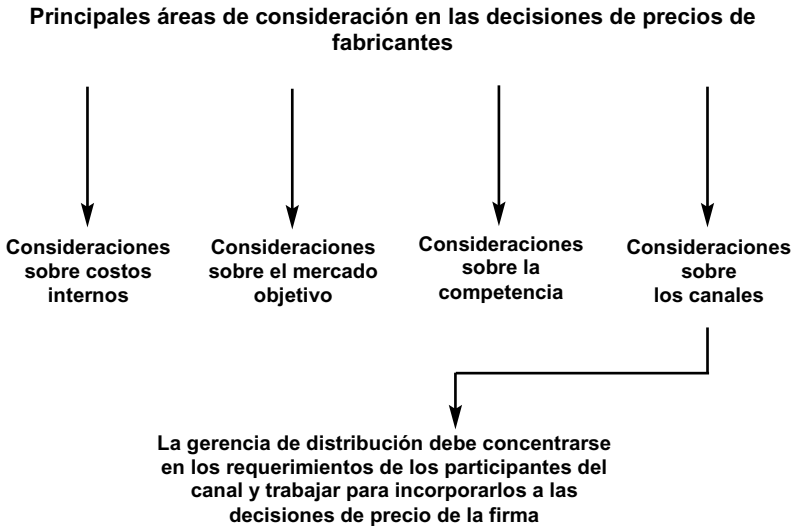 Principales áreas de consideración en las decisiones de precios de
fabricantes
Consideraciones
sobre costos
internos
Consideraciones
sobre el mercado
objetivo
Consideraciones
sobre la
competencia
Consideraciones
sobre
los canales
La gerencia de distribución debe concentrarse
en los requerimientos de los participantes del
canal y trabajar para incorporarlos a las
decisiones de precio de la firma